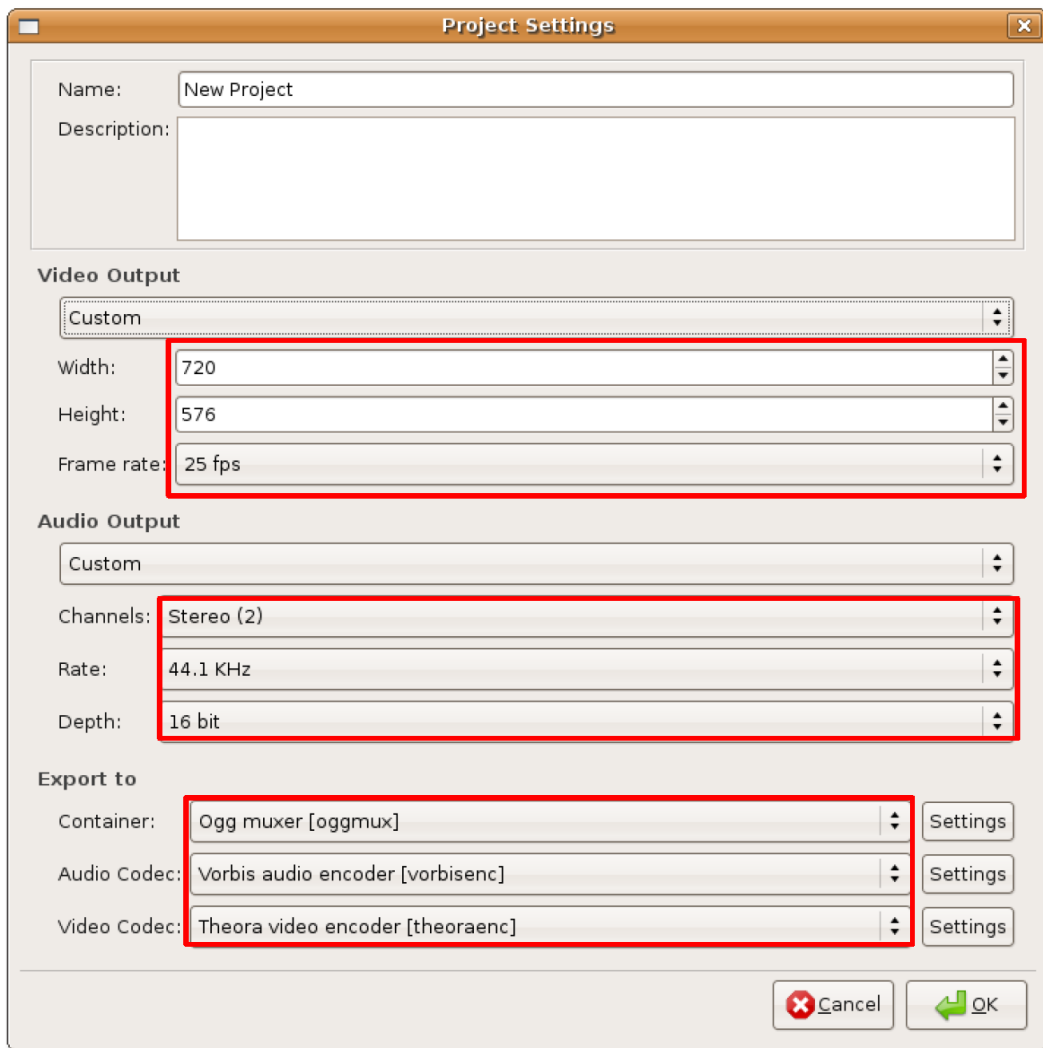 Project Settings
Name: New Project
Description:
Video Output
Custom
Width: 720
Height: 576
Frame rate: 25 fps
Audio Output
Custom
Channels: Stereo (2)
Rate: 44.1 KHz
Depth: 16 bit
Export to
Container: Ogg muxer [oggmux] Settings
Audio Codec: Vorbis audio encoder [vorbisenc] Settings
Video Codec: Theora video encoder [theoraenc] Settings
Cancel OK